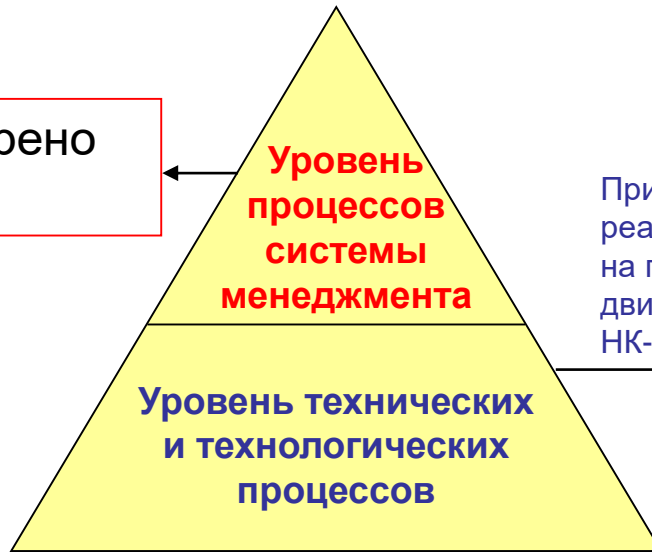 рено
Уровень
процессов
системы
менеджмента
При
реа
на п
дви
НК-
Уровень технических
и технологических
процессов